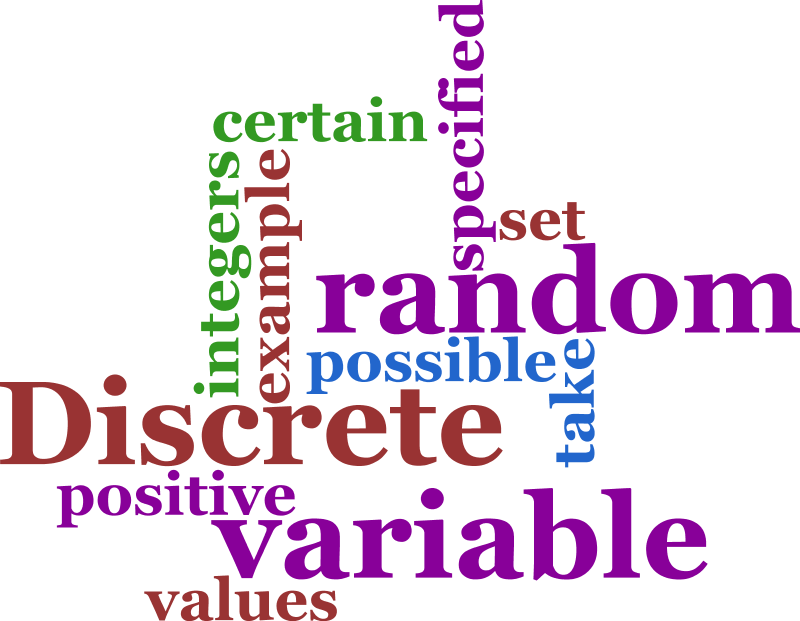 specified
certain
integers
example
set
random
possible
take
Discrete
positive
variable
values